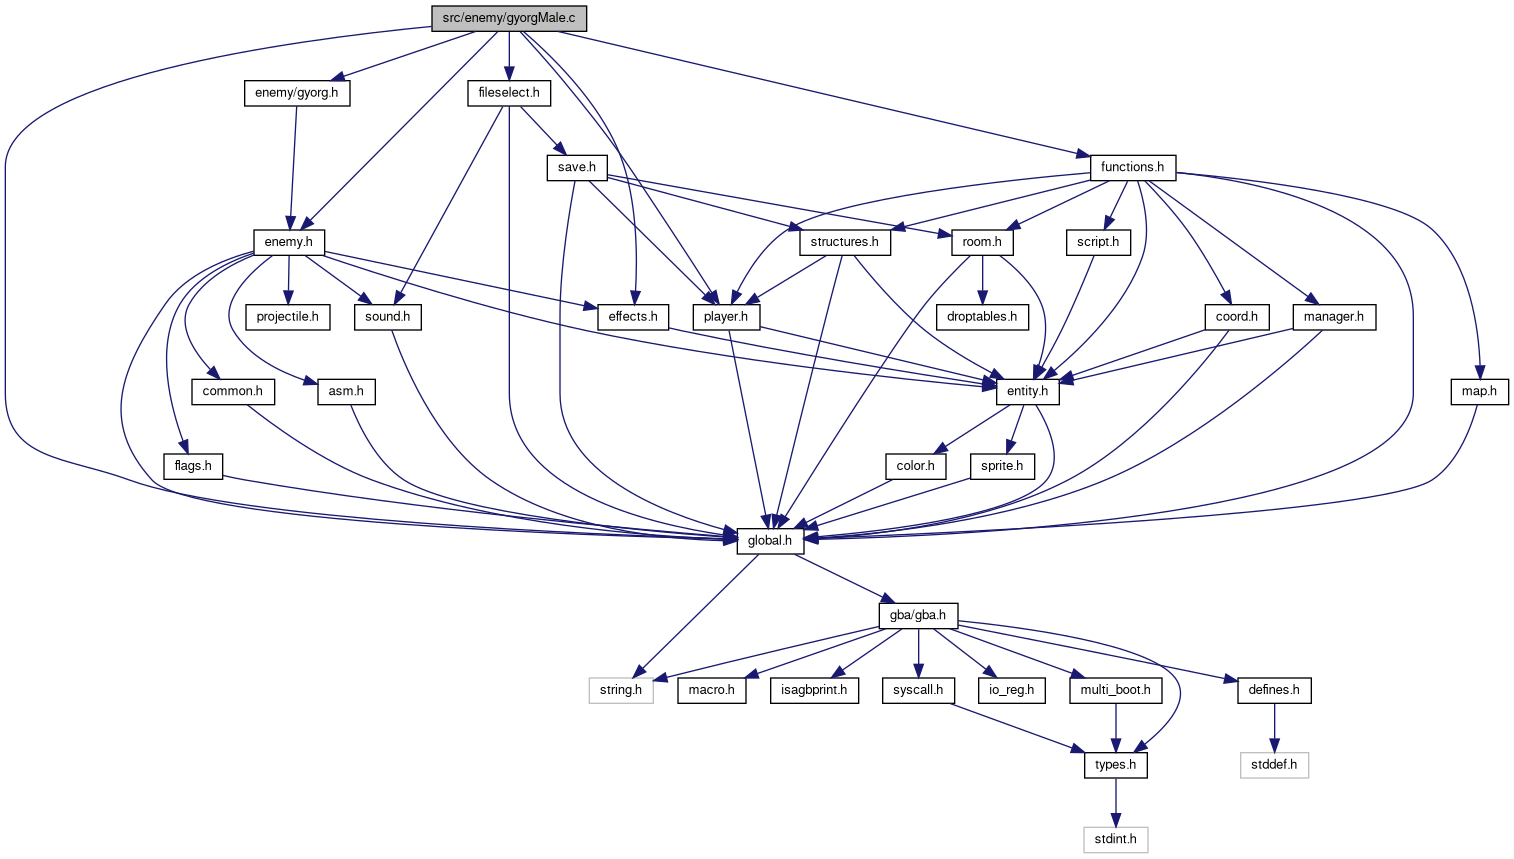 src/enemy/gyorgMale.c
enemy/gyorg.h
fileselect.h
save.h
functions.h
enemy.h
structures.h
room.h
script.h
projectile.h
sound.h
effects.h
player.h
droptables.h
coord.h
manager.h
common.h
asm.h
entity.h
map.h
flags.h
color.h
sprite.h
global.h
gba/gba.h
string.h
macro.h
isagbprint.h
syscall.h
io_reg.h
multi_boot.h
defines.h
types.h
stddef.h
stdint.h